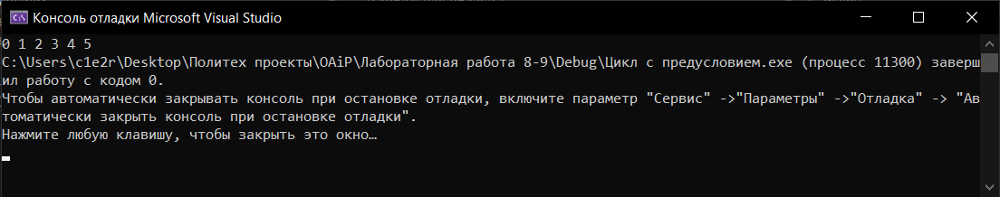 Консоль отладки Microsoft Visual Studio
0 1 2 3 4 5
C:\Users\c1e2r\Desktop\Политех проекты\OAiP\Лабораторная работа 8-9\Debug\Цикл с предусловием.exe (процесс 11300) заверш
ил работу с кодом 0.
Чтобы автоматически закрывать консоль при остановке отладки, включите параметр "Сервис" ->"Параметры" ->"Отладка" -> "Ав
томатически закрыть консоль при остановке отладки".
Нажмите любую клавишу, чтобы закрыть это окно…